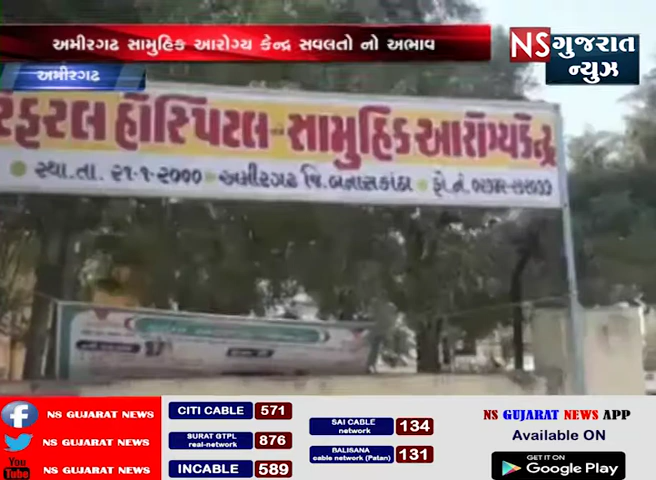 અમીરગઢ સામુહિક આરોગ્ય કેન્દ્ર સવલતો નો અભાવ
NS ગુજરાત
ન્યુઝ
અમીરગઢ
રેફરલ હોસ્પિટલ-સામુહિક આરોગ્ય કેન્દ્ર
સ્થા.તા. ૨૧-૧-૨૦૦૦ અમીરગઢ જિ.બનાસકાંઠા ફો.નં.
NS GUJARAT NEWS
NS GUJARAT NEWS
You Tube NS GUJARAT NEWS
CITI CABLE 571
SURAT GTPL real-network 876
INCABLE 589
SAI CABLE network 134
BALISANA cable network (Patan) 131
NS GUJARAT NEWS APP
Available ON
GET IT ON
Google Play